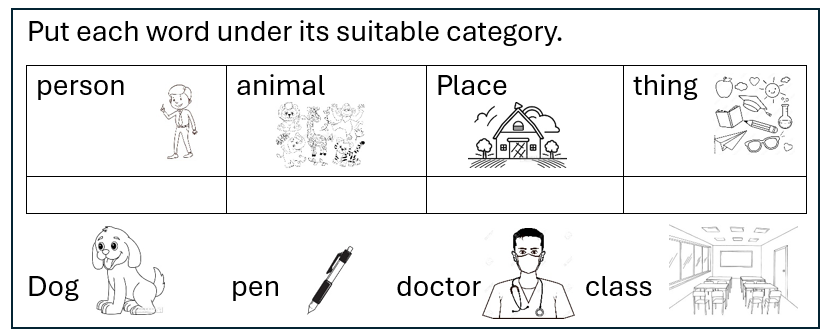 Put each word under its suitable category.
person animal Place thing
Dog pen doctor class